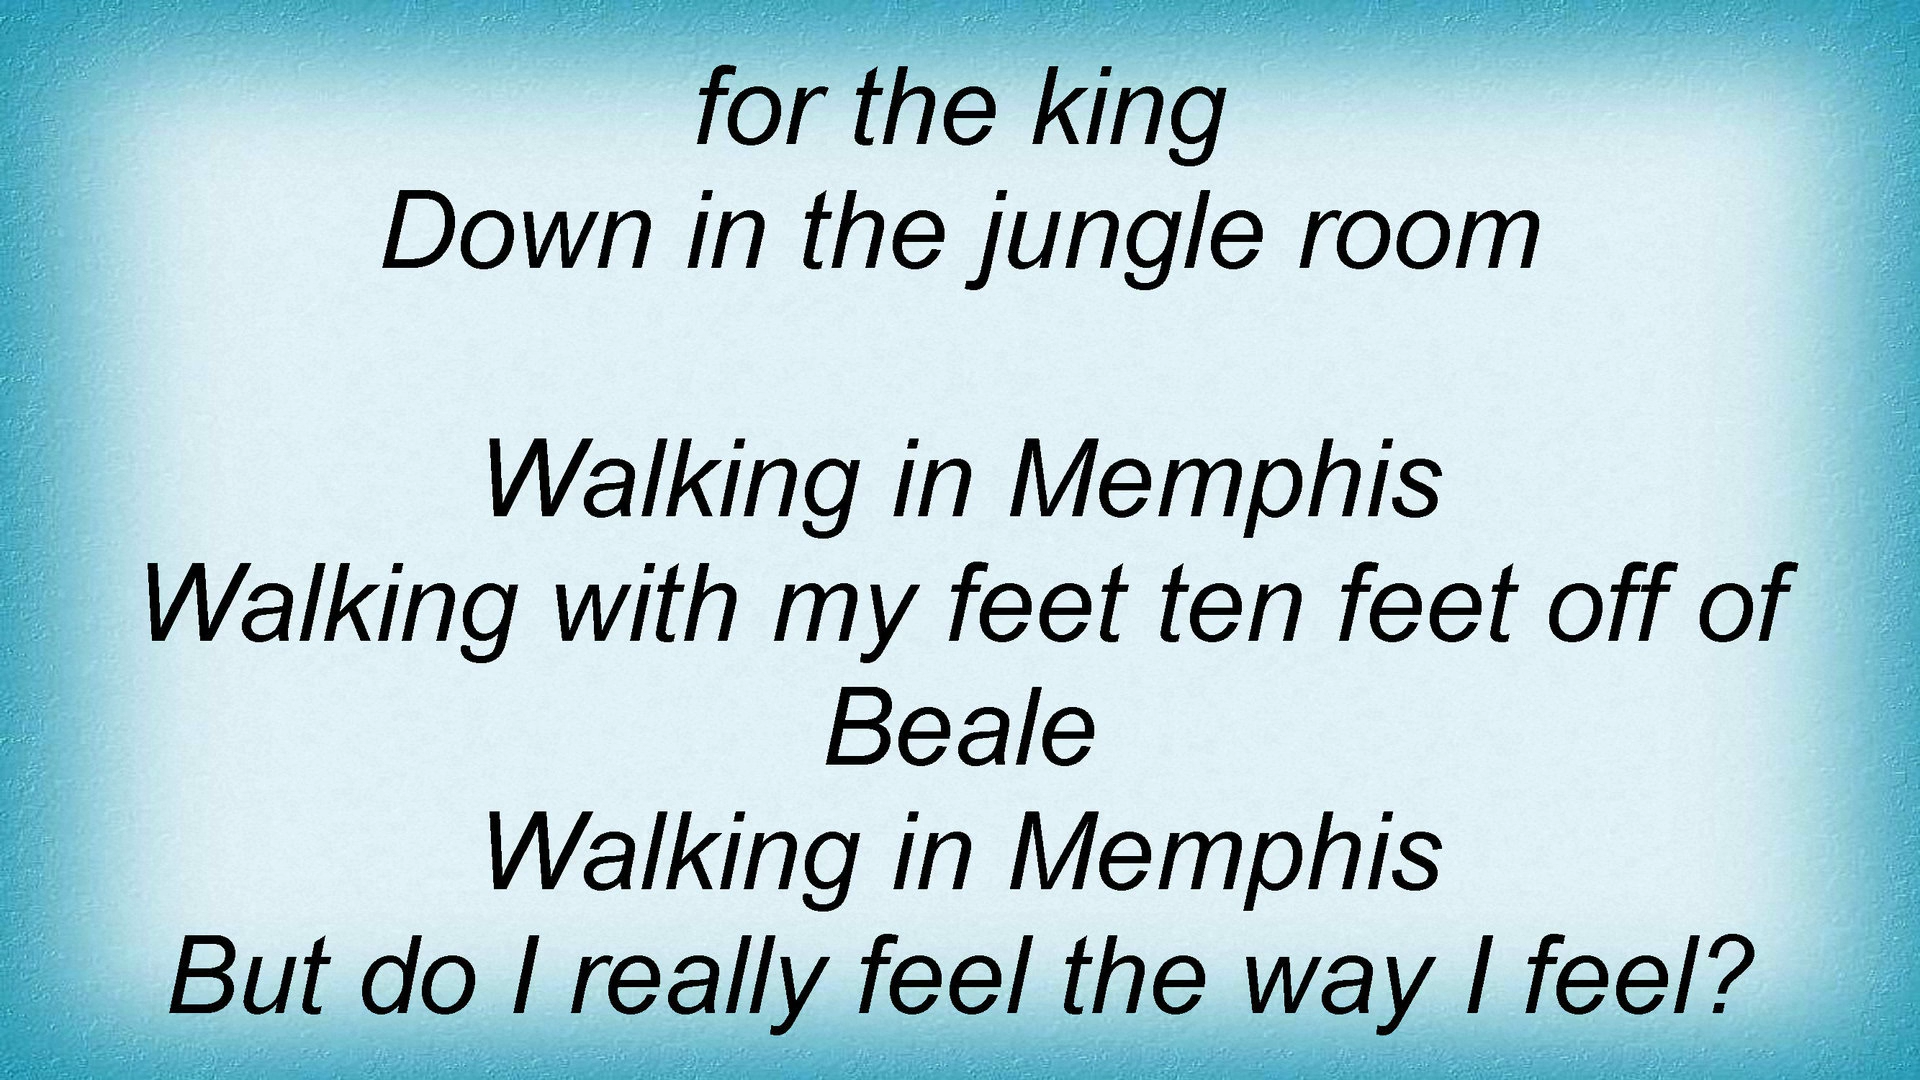 for the king
Down in the jungle room
Walking in Memphis
Walking with my feet ten feet off of
Beale
Walking in Memphis
But do I really feel the way I feel?